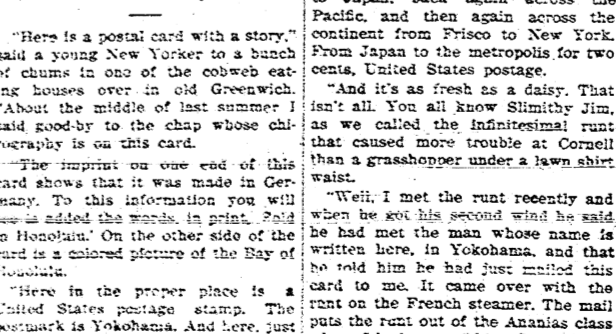 "Here is a postal card with a story,"
said a young New Yorker to a bunch
of chums in one of the cobweb eat-
ing houses over in old Greenwich.
"About the middle of last summer I
said good-by to the chap whose chi-
rography is on this card.
"The imprint on one end of this
card shows that it was made in Ger-
many. To this information you will
see is added the words, in print, 'Sold
in Honolulu.' On the other side of the
card is a colored picture of the Bay of
Honolulu.
"Here in the proper place is a
United States postage stamp. The
postmark is Yokohama. And here, just
to Japan, back again across the
Pacific, and then again across the
continent from Frisco to New York.
From Japan to the metropolis for two
cents, United States postage.
"And it's as fresh as a daisy. That
isn't all. You all know Slimithy Jim,
as we called the infinitesimal runt
that caused more trouble at Cornell
than a grasshopper under a lawn shirt
waist.
"Well, I met the runt recently and
when he got his second wind he said
he had met the man whose name is
written here, in Yokohama, and that
he told him he had just mailed this
card to me. It came over with the
runt on the French steamer. The mail
puts the runt out of the Ananias class